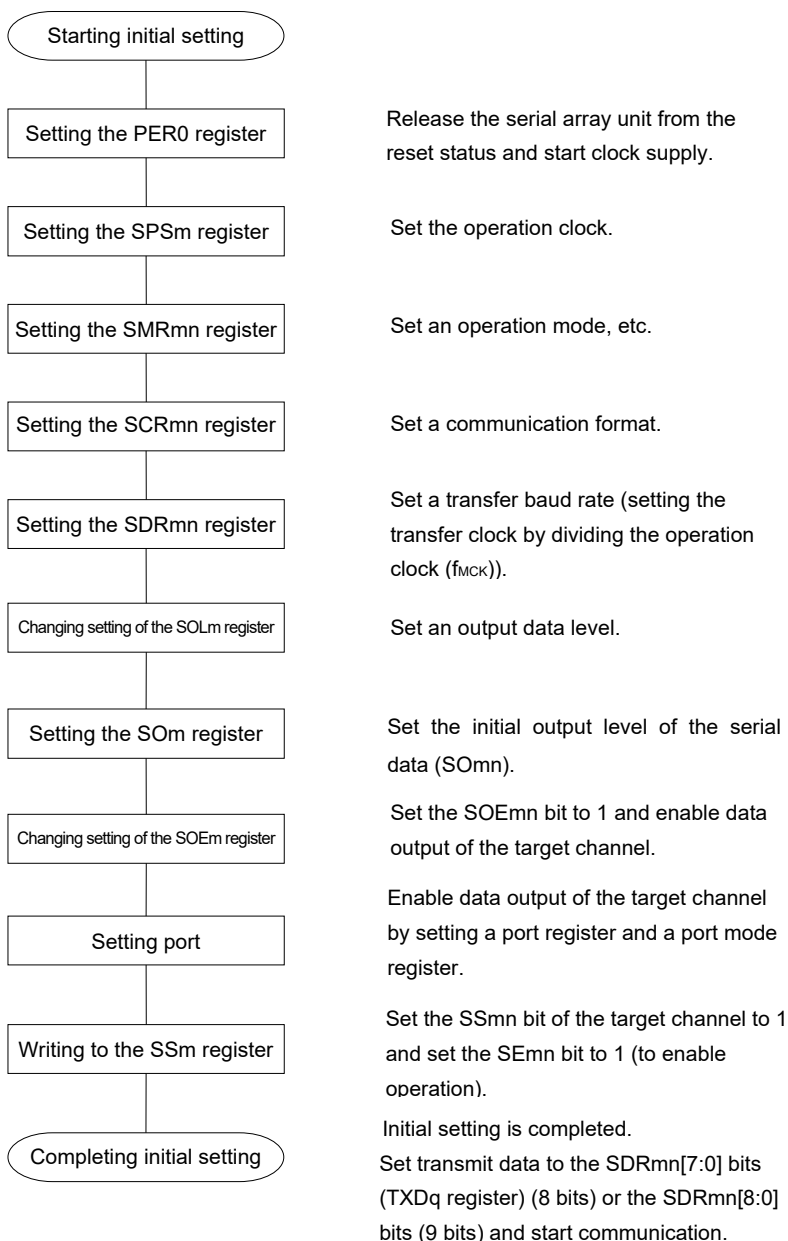 Starting initial setting
Setting the PER0 register
Release the serial array unit from the
reset status and start clock supply.
Setting the SPSm register
Set the operation clock.
Setting the SMRmn register
Set an operation mode, etc.
Setting the SCRmn register
Set a communication format.
Setting the SDRmn register
Set a transfer baud rate (setting the
transfer clock by dividing the operation
clock (fMCK)).
Changing setting of the SOLm register
Set an output data level.
Setting the SOm register
Set the initial output level of the serial
data (SOmn).
Changing setting of the SOEm register
Set the SOEmn bit to 1 and enable data
output of the target channel.
Setting port
Enable data output of the target channel
by setting a port register and a port mode
register.
Writing to the SSm register
Set the SSmn bit of the target channel to 1
and set the SEmn bit to 1 (to enable
operation).
Completing initial setting
Initial setting is completed.
Set transmit data to the SDRmn[7:0] bits
(TXDq register) (8 bits) or the SDRmn[8:0]
bits (9 bits) and start communication.